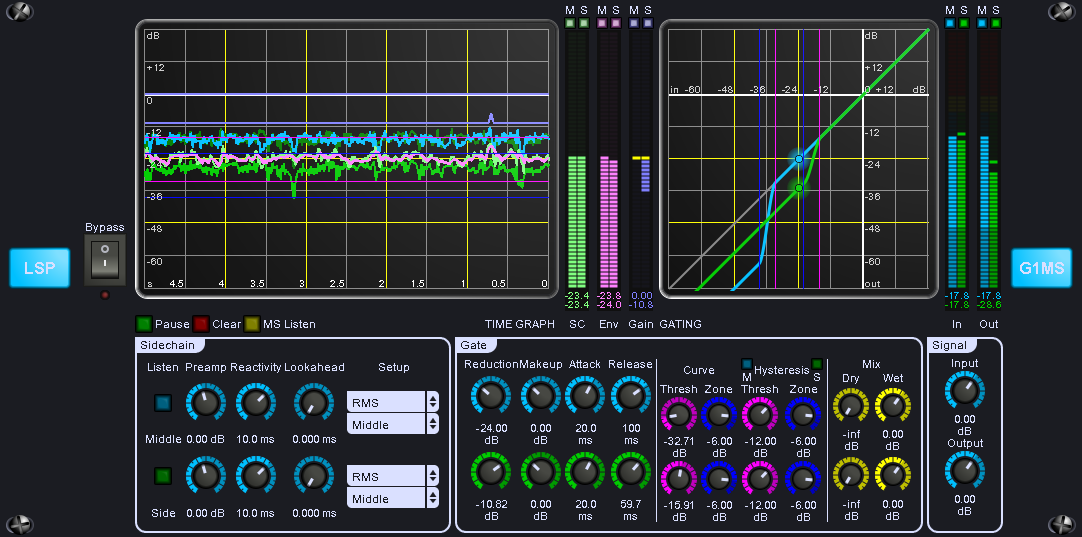 M S M S M S M S M S
dB
+12
0
-12
-24
-36
-48
-60
s 4.5 4 3.5 3 2.5 2 1.5 1 0.5 0
dB
+12
in -60 -48 -36 -24 -12 0 +12 dB
-12
-24
-36
-48
-60
out
Bypass
LSP
G1MS
-23.4 -23.8 0.00 -17.8 -17.8
-23.4 -24.0 -10.8 -17.8 -28.6
Pause Clear MS Listen TIME GRAPH SC Env Gain GATING In Out
Sidechain
Listen Preamp Reactivity Lookahead Setup
RMS
Middle
Middle 0.00 dB 10.0 ms 0.000 ms
RMS
Middle
Side 0.00 dB 10.0 ms 0.000 ms
Gate
Reduction Makeup Attack Release
-24.00 dB 0.00 dB 20.0 ms 100 ms
-10.82 dB 0.00 dB 20.0 ms 59.7 ms
Curve
Thresh Zone
-32.71 dB -6.00 dB
-15.91 dB -6.00 dB
M Hysteresis S
Thresh Zone
-12.00 dB -6.00 dB
-12.00 dB -6.00 dB
Mix
Dry Wet
-inf dB 0.00 dB
-inf dB 0.00 dB
Signal
Input
0.00 dB
Output
0.00 dB